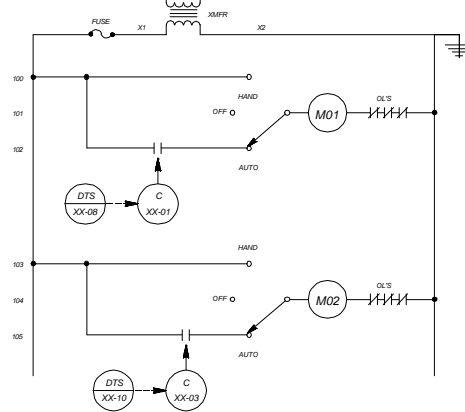 FUSE X1 XMFR X2
100
HAND
101 OFF M01 OL'S
102
AUTO
DTS XX-08
C XX-01
103
HAND
104 OFF M02 OL'S
105
AUTO
DTS XX-10
C XX-03